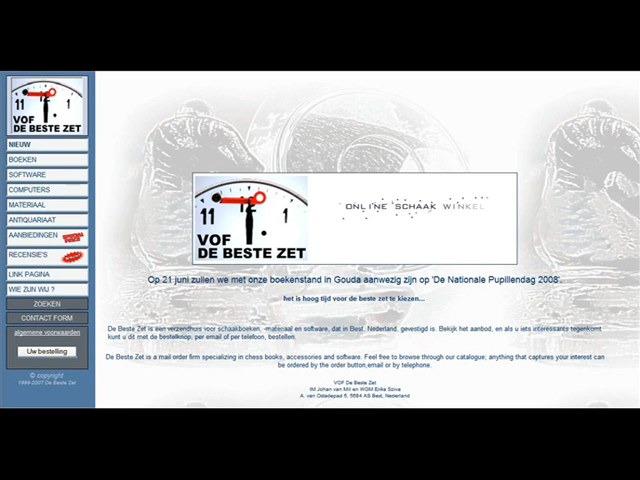 11 12 1
VOF
DE BESTE ZET
NIEUW
BOEKEN
SOFTWARE
COMPUTERS
MATERIAAL
ANTIQUARIAAT
AANBIEDINGEN
RECENSIE'S
LINK PAGINA
WIE ZIJN WIJ ?
ZOEKEN
CONTACT FORM
algemene voorwaarden
Uw bestelling
© copyright
1999-2007 De Beste Zet
11 12 1
VOF
DE BESTE ZET
ONLINE SCHAAK WINKEL
Op 21 juni zullen we met onze boekenstand in Gouda aanwezig zijn op 'De Nationale Pupillendag 2008'.
het is hoog tijd voor de beste zet te kiezen...
De Beste Zet is een verzendhuis voor schaakboeken, -materiaal en software, dat in Best, Nederland, gevestigd is. Bekijk het aanbod, en als u iets interessants tegenkomt
kunt u dit met de bestelknop, per email of per telefoon, bestellen.
De Beste Zet is a mail order firm specializing in chess books, accessories and software. Feel free to browse through our catalogue; anything that captures your interest can
be ordered by the order button,email or by telephone.
VOF De Beste Zet
IM Johan van Mil en WGM Erika Sziva
A. van Ostadepad 5, 5684 AS Best, Nederland